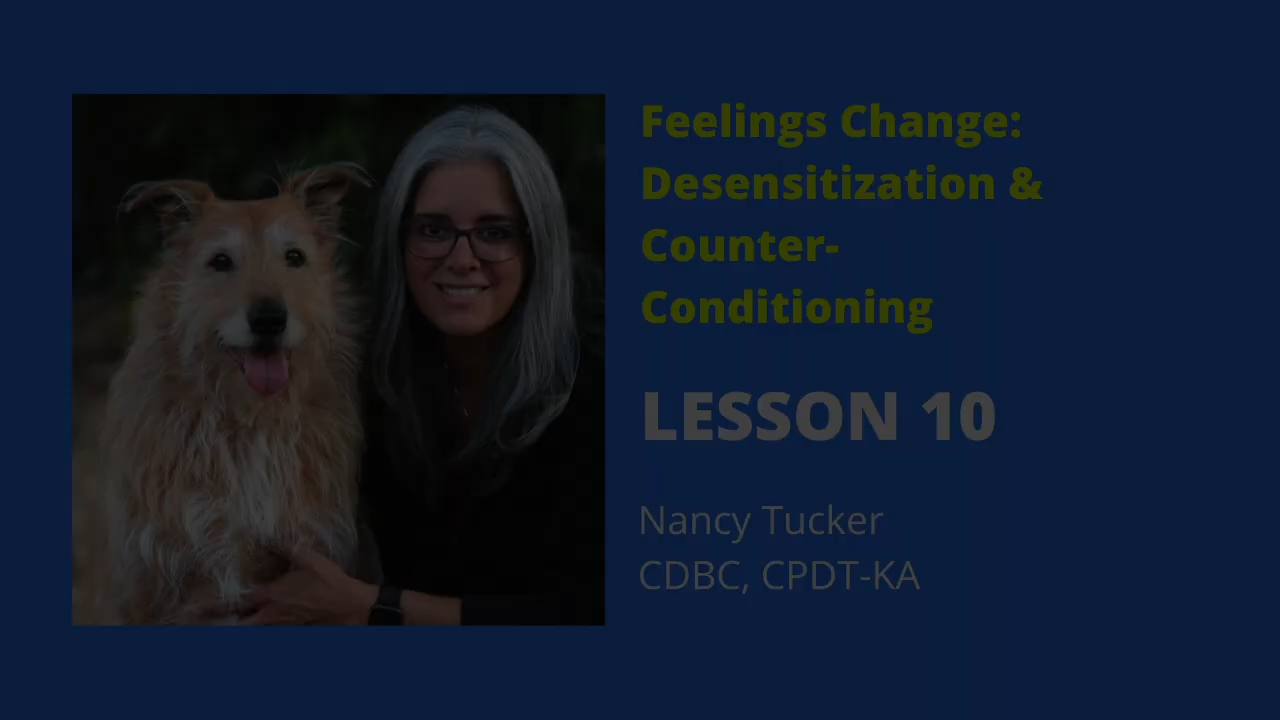 Feelings Change:
Desensitization &
Counter-
Conditioning
LESSON 10
Nancy Tucker
CDBC, CPDT-KA